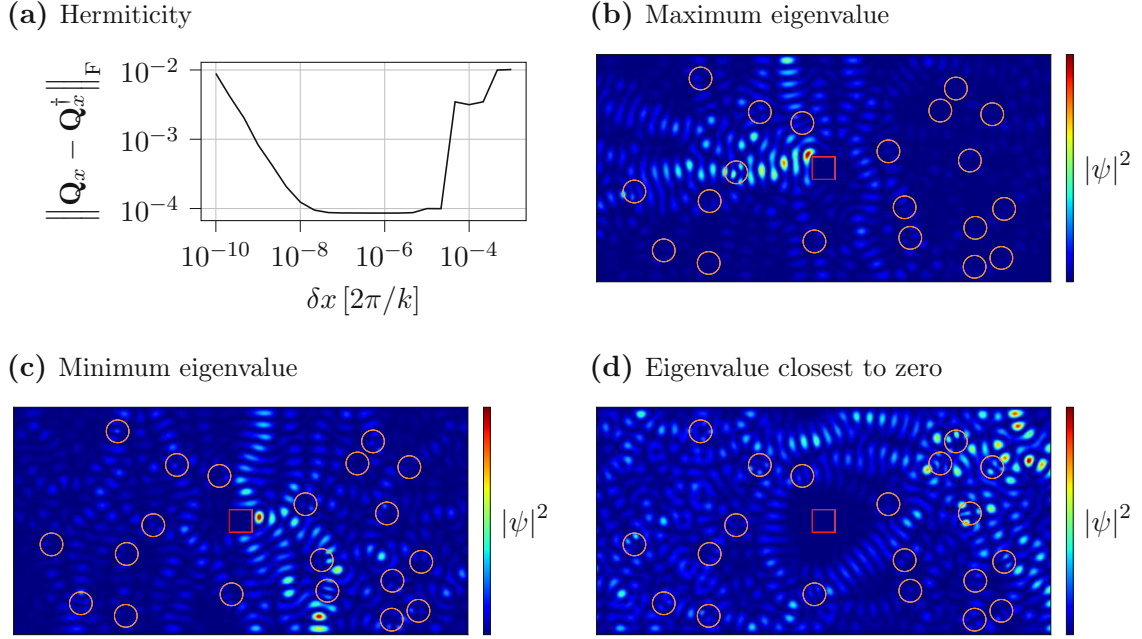 (a) Hermiticity
‖Q_x − Q_x^†‖_F
10^−2
10^−3
10^−4
10^−10 10^−8 10^−6 10^−4
δx [2π/k]
(b) Maximum eigenvalue
|ψ|^2
(c) Minimum eigenvalue
|ψ|^2
(d) Eigenvalue closest to zero
|ψ|^2